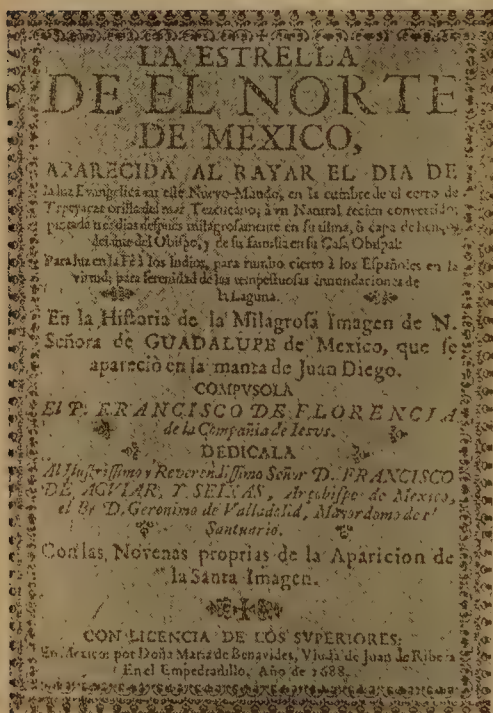 LA ESTRELLA
DE EL NORTE
DE MEXICO,
APARECIDA AL RAYAR EL DIA DE
la luz Evangelica en este Nuevo-Mundo, en la cumbre de el cerro de
Tepeyacac orilla del mar Tezcucano, à vn Natural recien convertido;
pintada tres dias despues milagrosamente en su tilma, ò capa de lienço
delante del Obispo, y de su familia en su Casa Obispal:
Para luz en la Fè à los Indios; para rumbo cierto à los Españoles en la
virtud; para serenidad de las tempestuosas inundaciones de
la Laguna.
En la Historia de la Milagrosa Imagen de N.
Señora de GUADALUPE de Mexico, que se
apareciò en la manta de Juan Diego.
COMPVSOLA
El P. FRANCISCO DE FLORENCIA
de la Compañia de Iesus.
DEDICALA
Al Illustrissimo y Reverendissimo Señor D. FRANCISCO
DE AGVIAR, Y SEIXAS, Arçobispo de Mexico,
el Br D. Geronimo de Valladolid, Mayordomo de el
Santuario.
Con las Novenas proprias de la Aparicion de
la Santa Imagen.
CON LICENCIA DE LOS SVPERIORES:
En Mexico: por Doña Maria de Benavides, Viuda de Juan de Ribera
En el Empedradillo. Año de 1688.